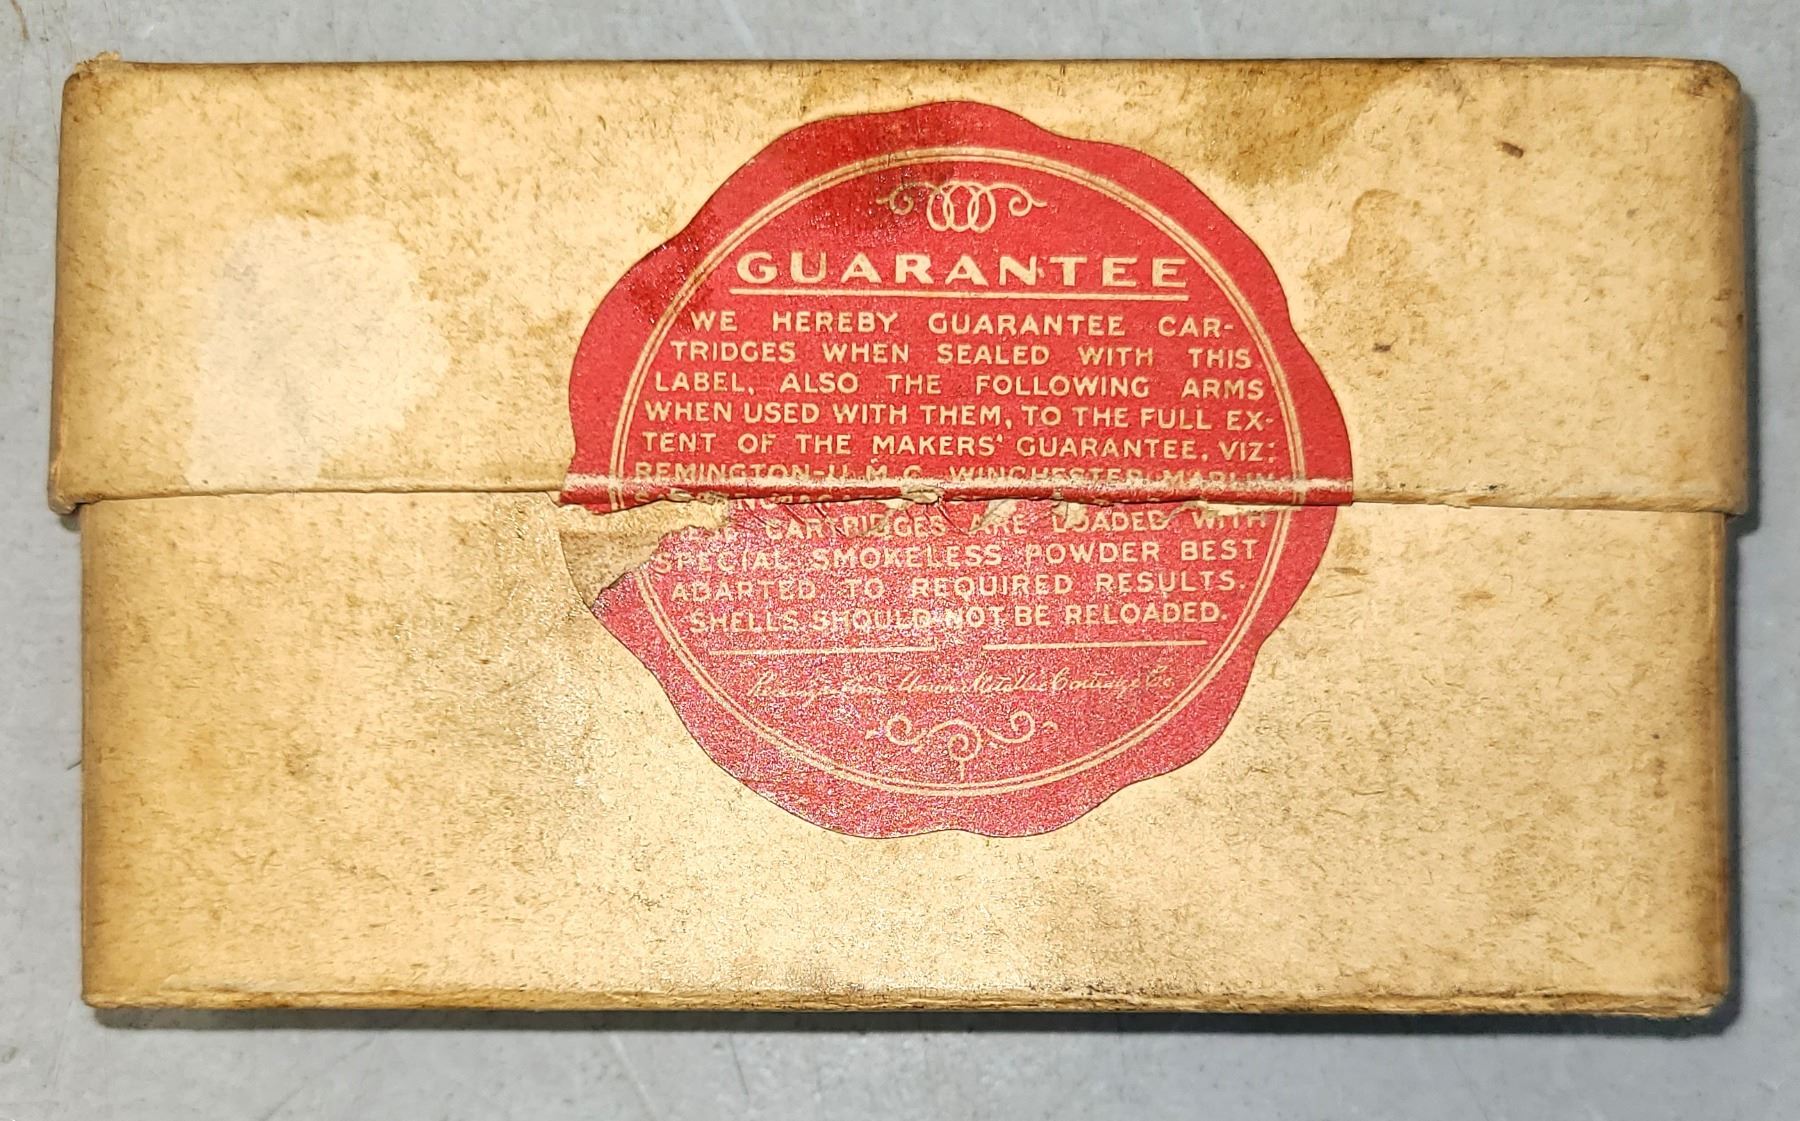 GUARANTEE
WE HEREBY GUARANTEE CAR-
TRIDGES WHEN SEALED WITH THIS
LABEL, ALSO THE FOLLOWING ARMS
WHEN USED WITH THEM, TO THE FULL EX-
TENT OF THE MAKERS' GUARANTEE, VIZ:
REMINGTON-U.M.C. WINCHESTER MARLIN
CARTRIDGES ARE LOADED WITH
SPECIAL SMOKELESS POWDER BEST
ADAPTED TO REQUIRED RESULTS.
SHELLS SHOULD NOT BE RELOADED.
Remington Union Metallic Cartridge Co.